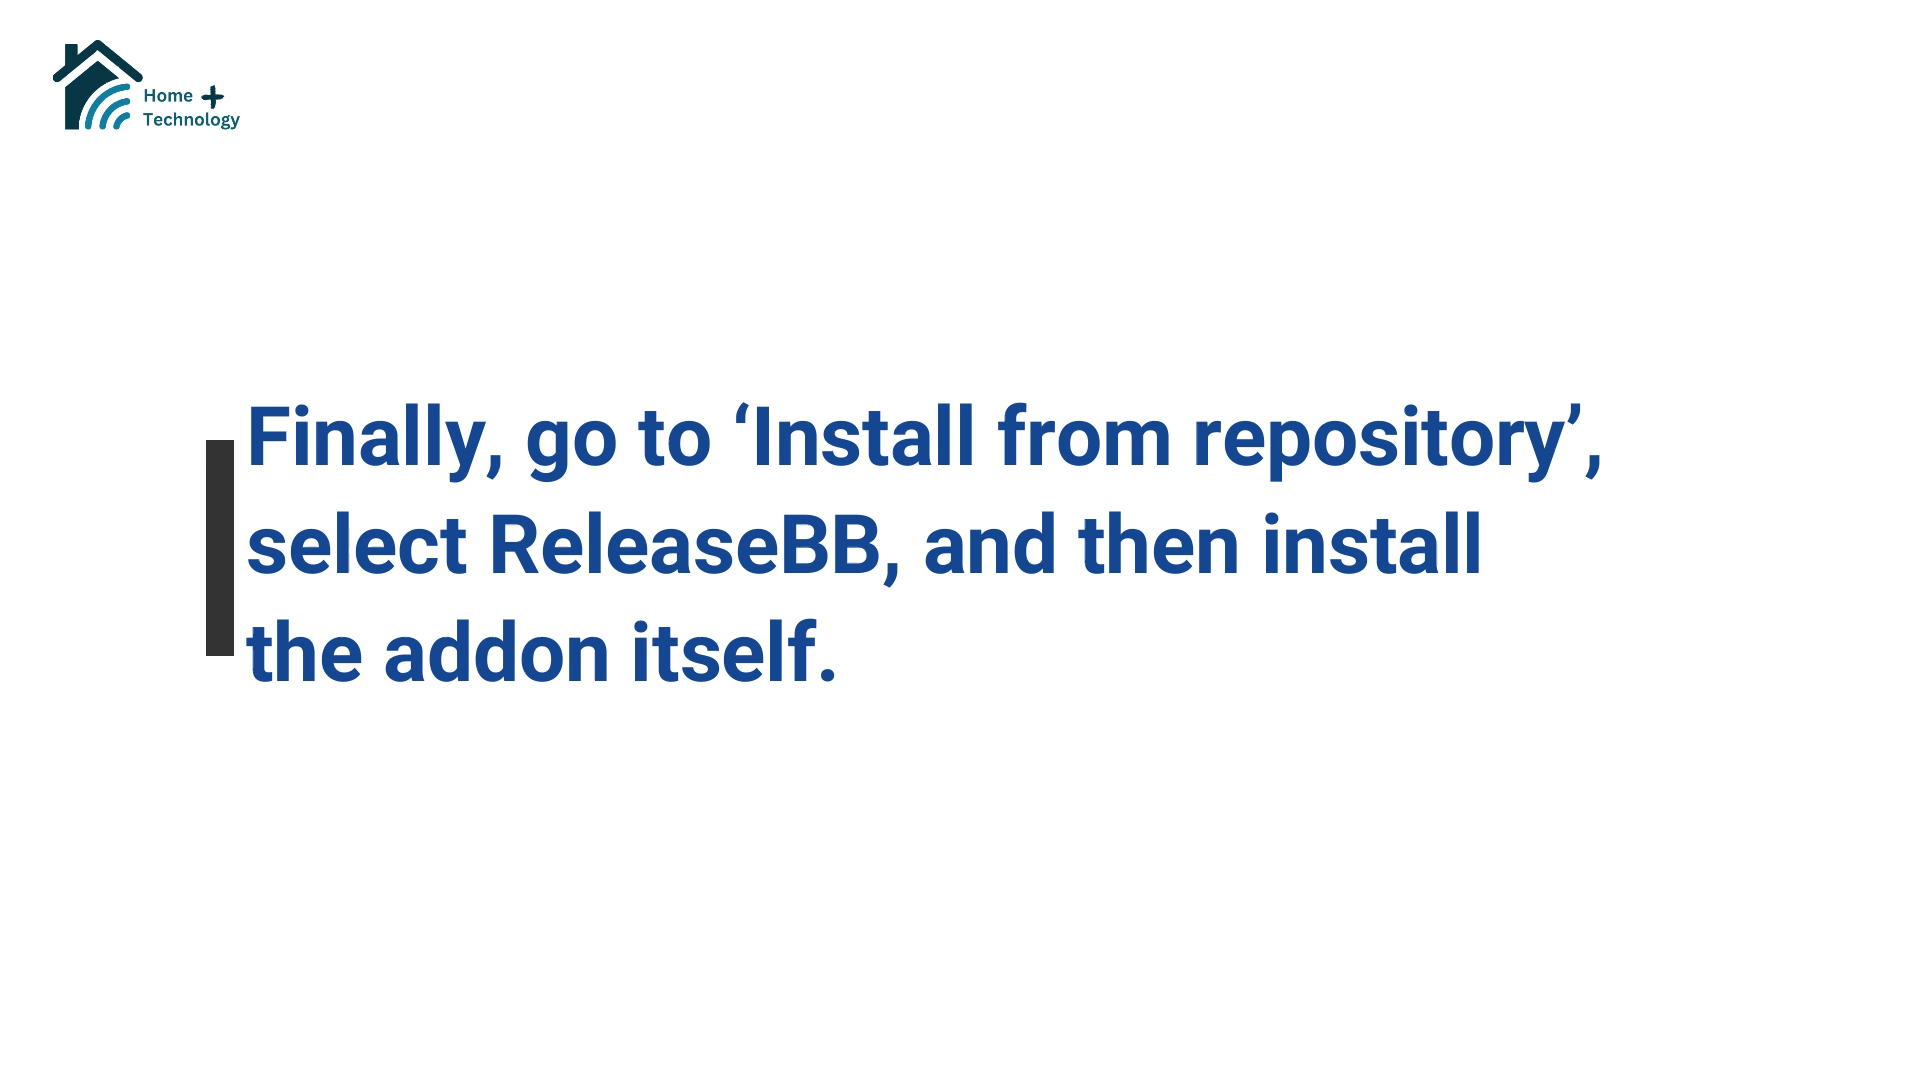 Home +
Technology
Finally, go to ‘Install from repository’,
select ReleaseBB, and then install
the addon itself.